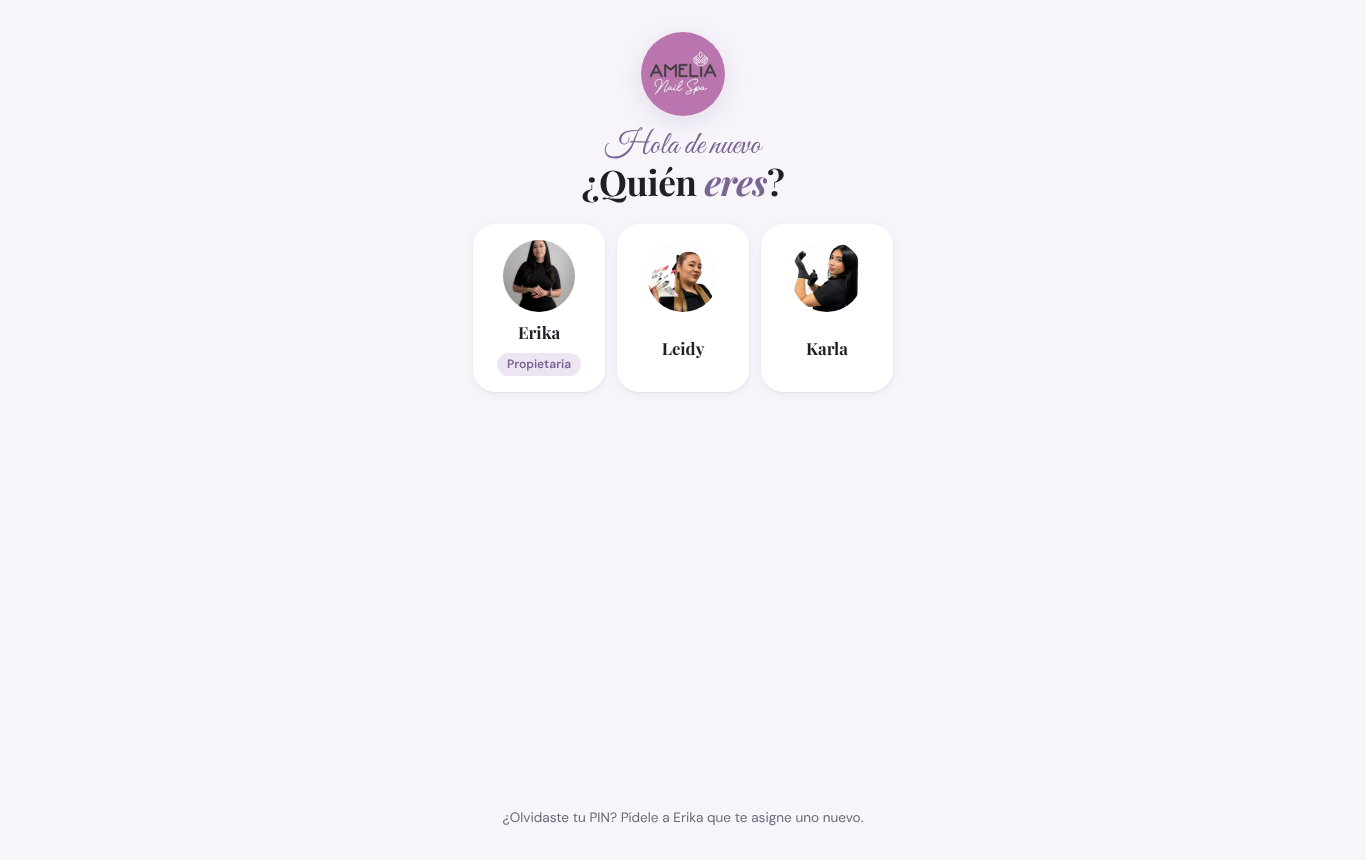 AMELIA
Nail Spa
Hola de nuevo
¿Quién eres?
Erika
Propietaria
Leidy
Karla
¿Olvidaste tu PIN? Pídele a Erika que te asigne uno nuevo.